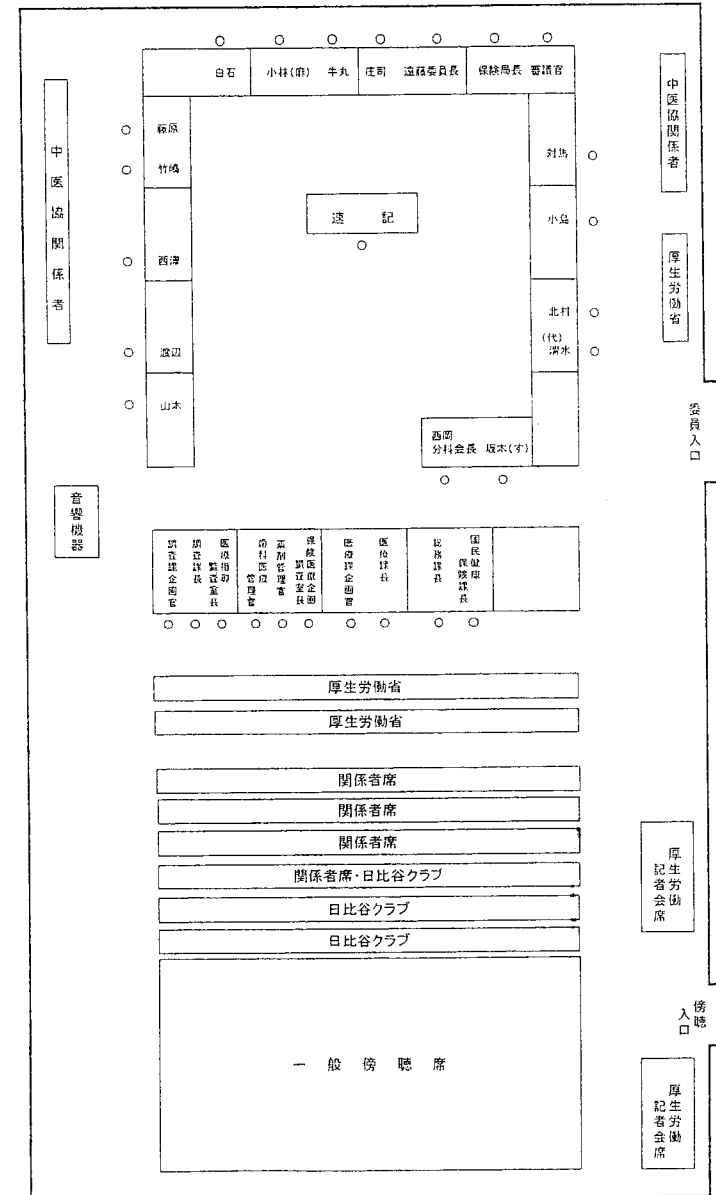 白石 小林(麻) 牛丸 庄司 遠藤委員長 保険局長 審議官
中医協関係者
藤原
竹嶋
西澤
渡辺
山本
速 記
対馬
小島
北村
(代)
清水
中医協関係者
厚生労働省
委員入口
西岡
分科会長 坂本(す)
音響機器
調査課企画官
調査課長
医療指導
監査室長
歯科医療
管理官
薬剤管理官
保険医療企画
調査室長
医療課企画官
医療課長
総務課長
国民健康
保険課長
厚生労働省
厚生労働省
関係者席
関係者席
関係者席
関係者席・日比谷クラブ
日比谷クラブ
日比谷クラブ
厚生労働
記者会席
傍聴
入口
一 般 傍 聴 席
厚生労働
記者会席